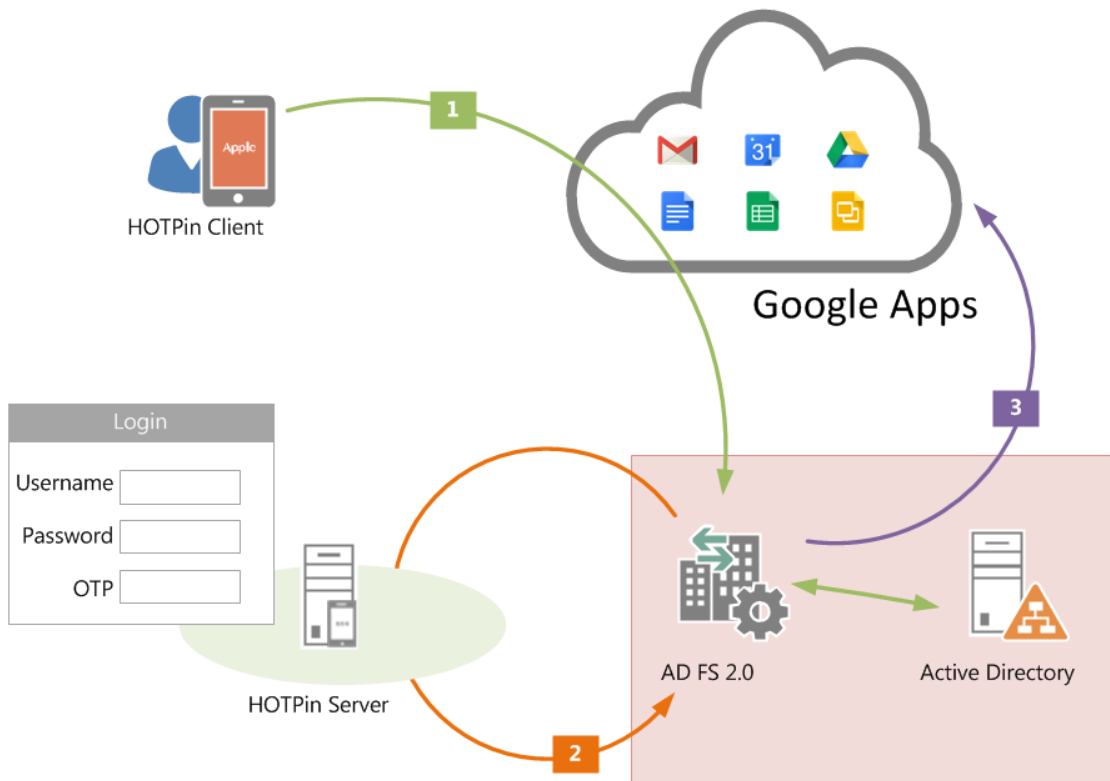 1
Apple
31
HOTPin Client
Google Apps
3
Login
Username
Password
OTP
HOTPin Server
AD FS 2.0
Active Directory
2